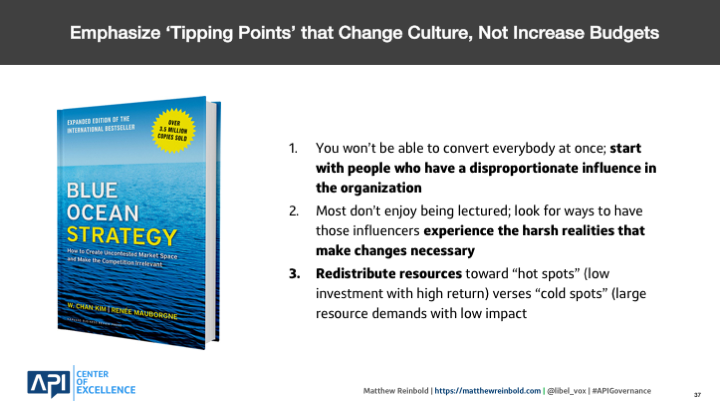 Emphasize ‘Tipping Points’ that Change Culture, Not Increase Budgets
EXPANDED EDITION OF THE
INTERNATIONAL BESTSELLER
OVER
3.5 MILLION
COPIES SOLD
BLUE
OCEAN
STRATEGY
How to Create Uncontested Market Space
and Make the Competition Irrelevant
W. CHAN KIM | RENÉE MAUBORGNE
1. You won’t be able to convert everybody at once; start
with people who have a disproportionate influence in
the organization
2. Most don’t enjoy being lectured; look for ways to have
those influencers experience the harsh realities that
make changes necessary
3. Redistribute resources toward “hot spots” (low
investment with high return) verses “cold spots” (large
resource demands with low impact
API CENTER
OF
EXCELLENCE
Matthew Reinbold | https://matthewreinbold.com | @libel_vox | #APIGovernance
37